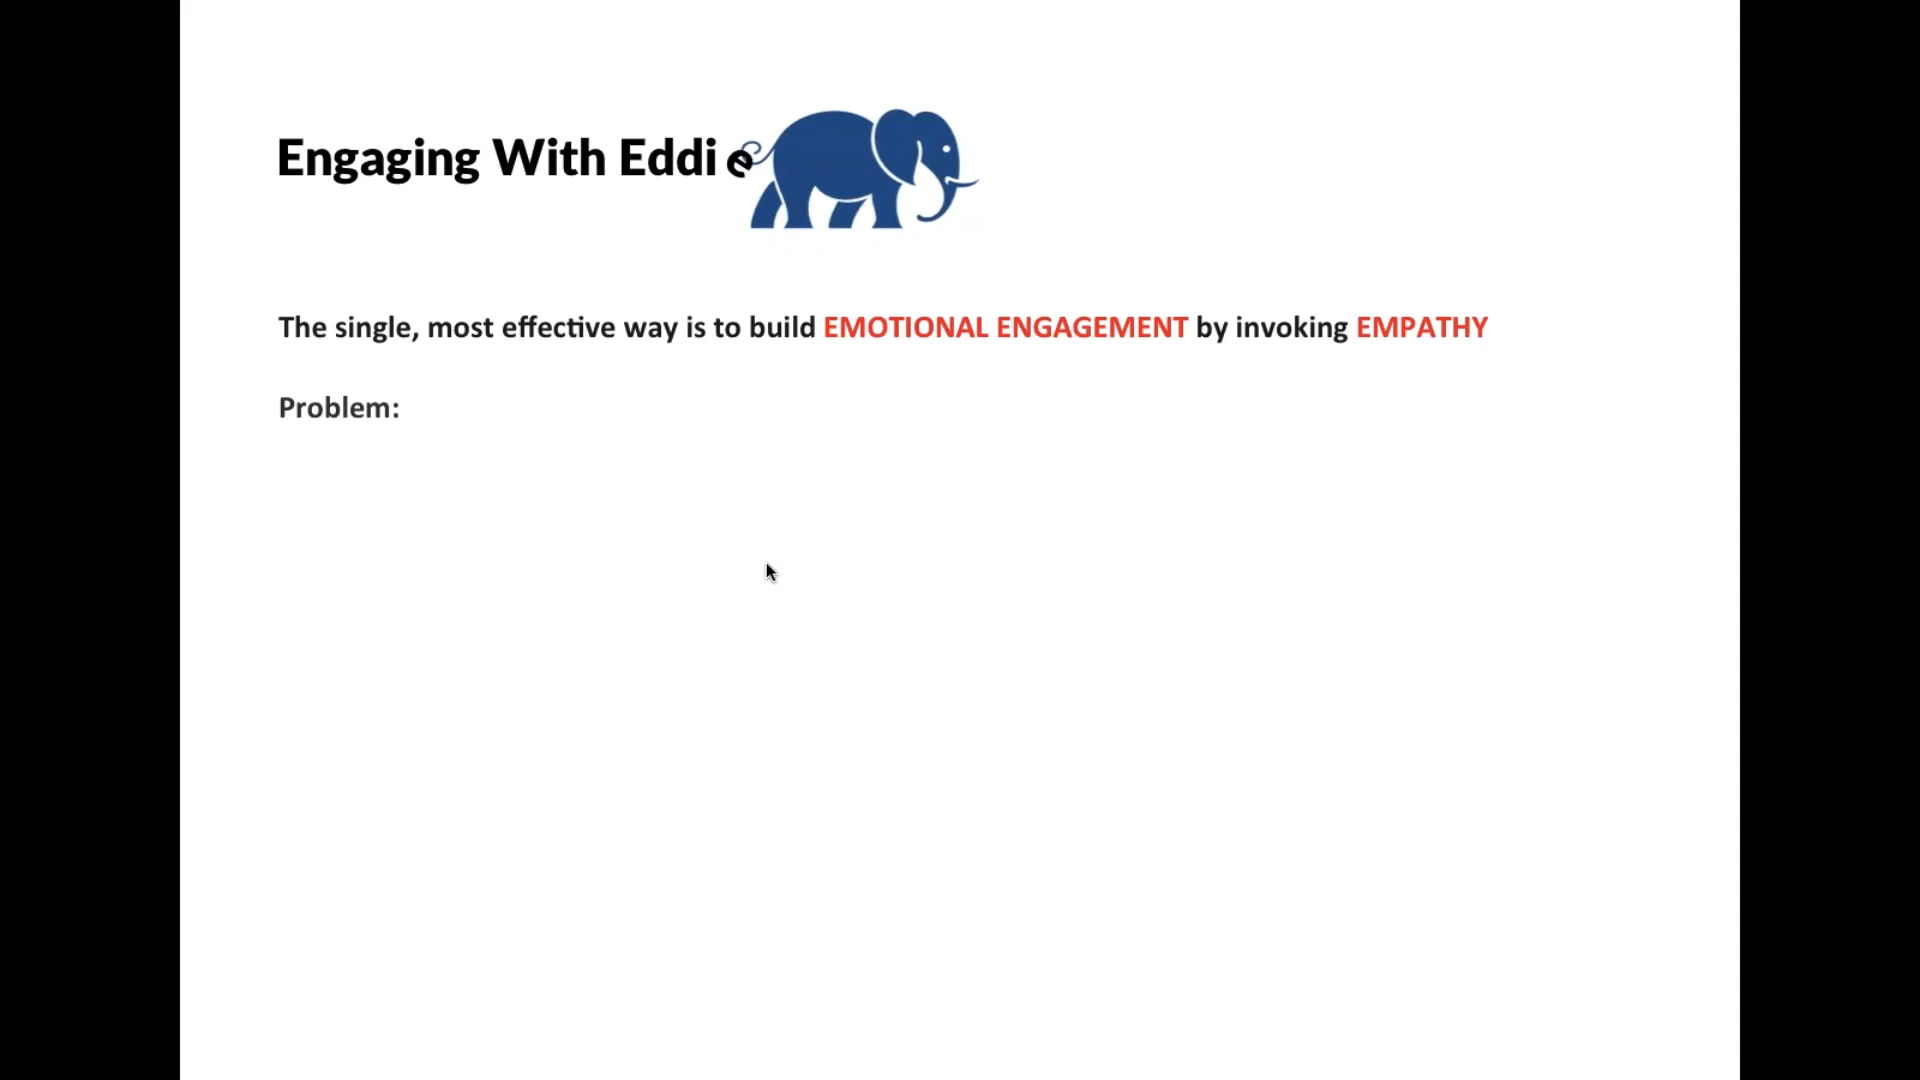 Engaging With Eddie
The single, most effective way is to build EMOTIONAL ENGAGEMENT by invoking EMPATHY
Problem: